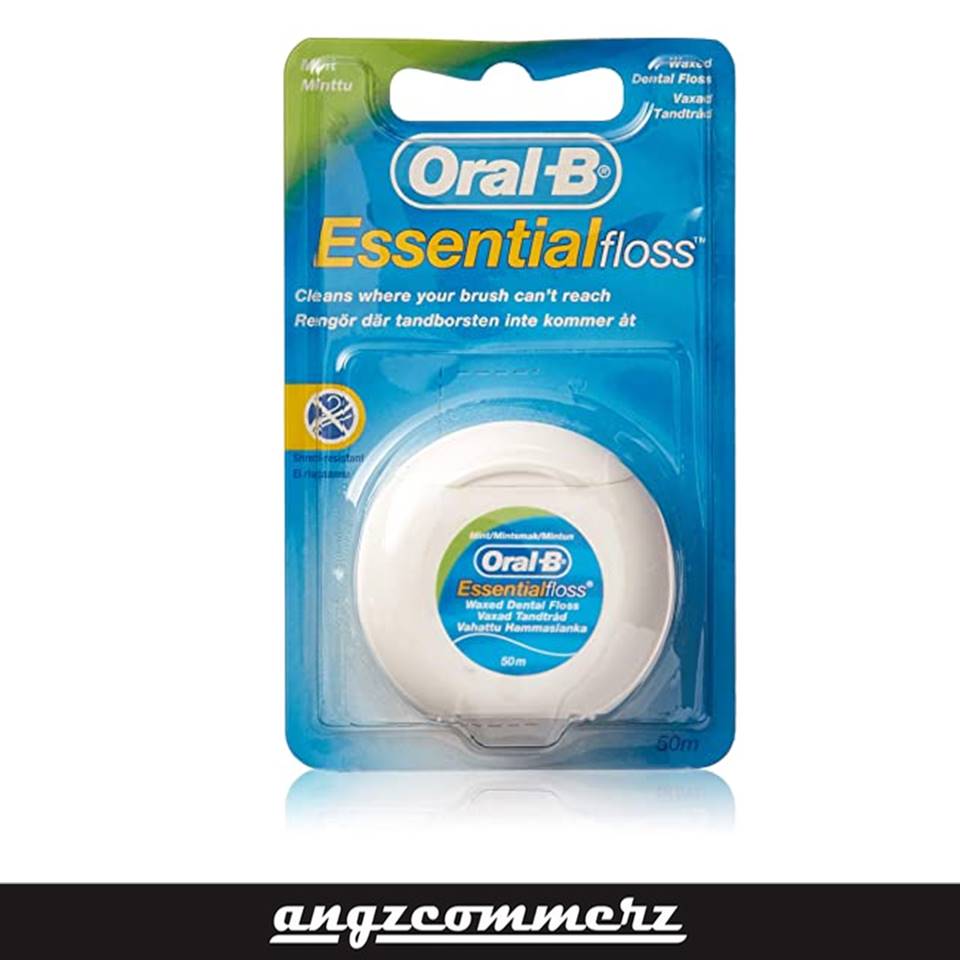 Mint
Minttu
Waxed
Dental Floss
Vaxad
Tandtråd
Oral-B®
Essentialfloss™
Cleans where your brush can't reach
Rengör där tandborsten inte kommer åt
Shred-resistant
Mint/Mintsmak/Mintun
Oral-B
Essentialfloss®
Waxed Dental Floss
Vaxad Tandtråd
Vahattu Hammaslanka
50m
50m
angzcommerz